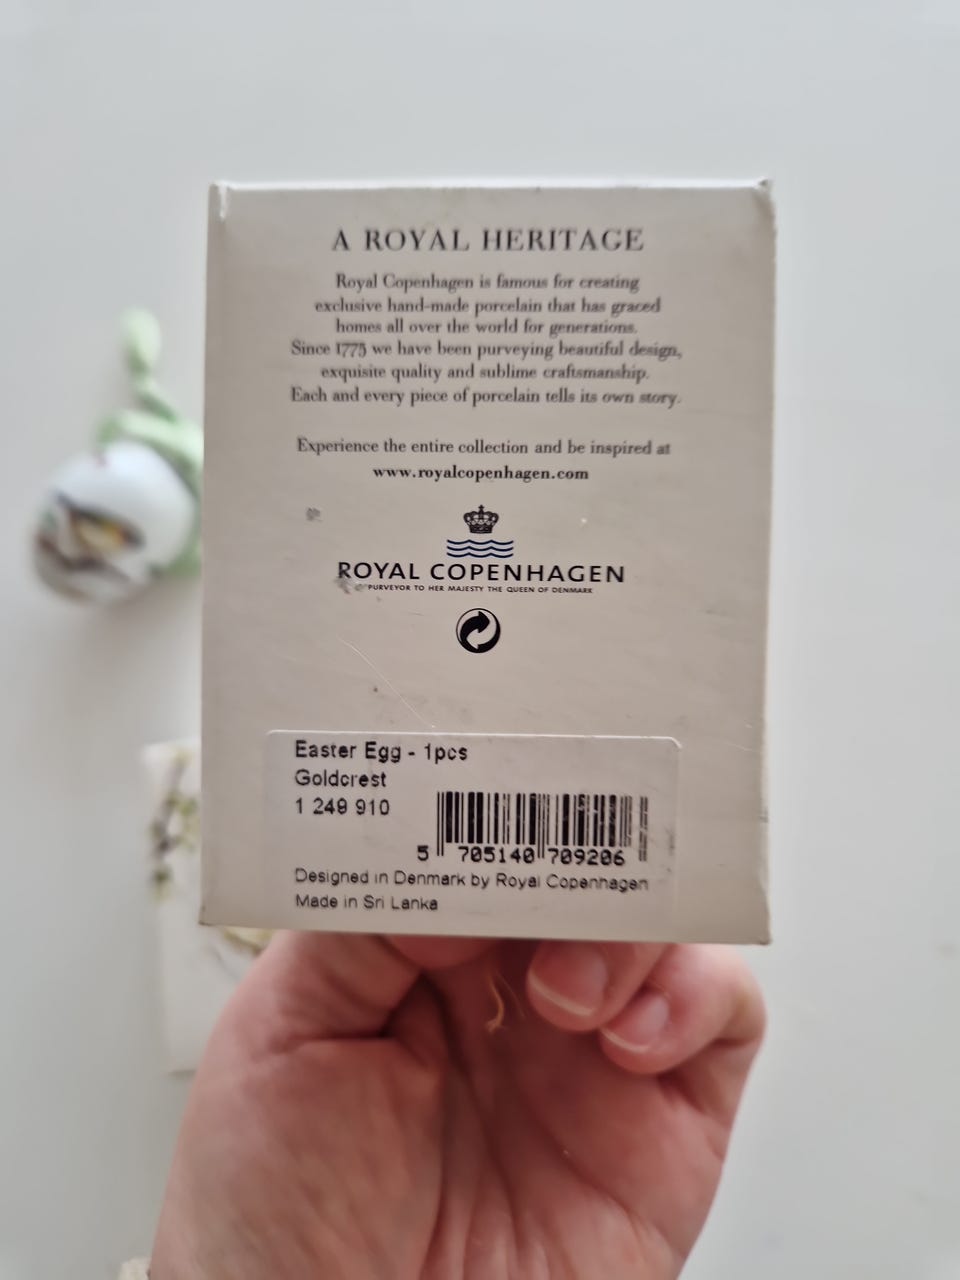 A ROYAL HERITAGE
Royal Copenhagen is famous for creating
exclusive hand-made porcelain that has graced
homes all over the world for generations.
Since 1775 we have been purveying beautiful design,
exquisite quality and sublime craftsmanship.
Each and every piece of porcelain tells its own story.
Experience the entire collection and be inspired at
www.royalcopenhagen.com
ROYAL COPENHAGEN
PURVEYOR TO HER MAJESTY THE QUEEN OF DENMARK
Easter Egg - 1pcs
Goldcrest
1 249 910
5 705140 709206
Designed in Denmark by Royal Copenhagen
Made in Sri Lanka